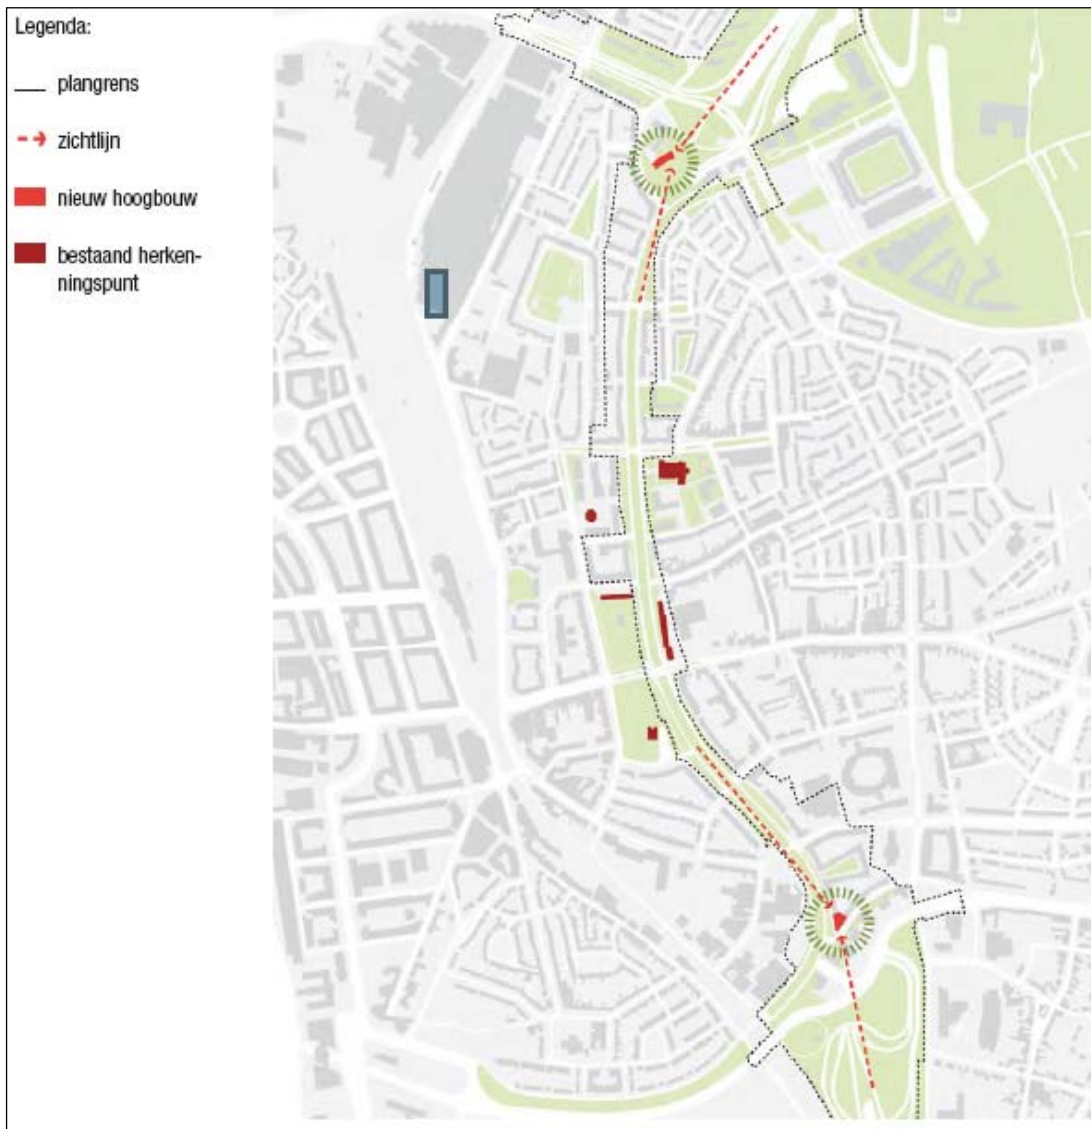 Legenda:
plangrens
zichtlijn
nieuw hoogbouw
bestaand herken-
ningspunt